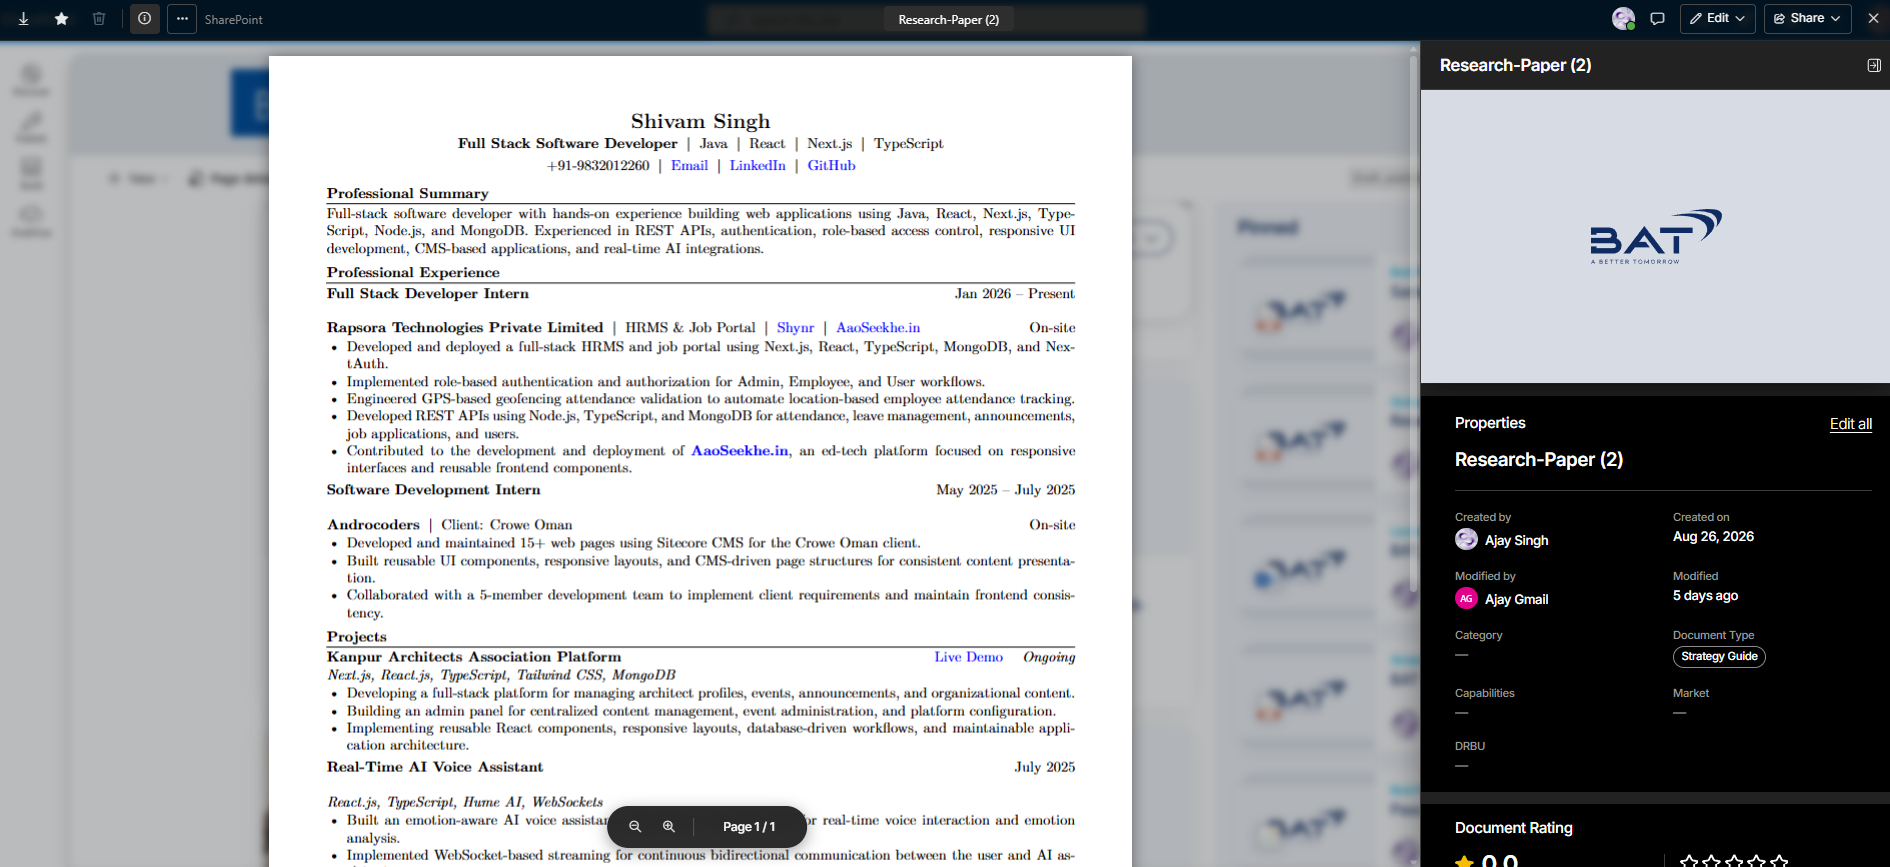 SharePoint
Research-Paper (2)
Edit
Share
Shivam Singh
Full Stack Software Developer | Java | React | Next.js | TypeScript
+91-9832012260 | Email | LinkedIn | GitHub
Professional Summary
Full-stack software developer with hands-on experience building web applications using Java, React, Next.js, Type-
Script, Node.js, and MongoDB. Experienced in REST APIs, authentication, role-based access control, responsive UI
development, CMS-based applications, and real-time AI integrations.
Professional Experience
Full Stack Developer Intern Jan 2026 – Present
Rapsora Technologies Private Limited | HRMS & Job Portal | Shynr | AaoSeekhe.in On-site
• Developed and deployed a full-stack HRMS and job portal using Next.js, React, TypeScript, MongoDB, and Nex-
tAuth.
• Implemented role-based authentication and authorization for Admin, Employee, and User workflows.
• Engineered GPS-based geofencing attendance validation to automate location-based employee attendance tracking.
• Developed REST APIs using Node.js, TypeScript, and MongoDB for attendance, leave management, announcements,
job applications, and users.
• Contributed to the development and deployment of AaoSeekhe.in, an ed-tech platform focused on responsive
interfaces and reusable frontend components.
Software Development Intern May 2025 – July 2025
Androcoders | Client: Crowe Oman On-site
• Developed and maintained 15+ web pages using Sitecore CMS for the Crowe Oman client.
• Built reusable UI components, responsive layouts, and CMS-driven page structures for consistent content presenta-
tion.
• Collaborated with a 5-member development team to implement client requirements and maintain frontend consis-
tency.
Projects
Kanpur Architects Association Platform Live Demo Ongoing
Next.js, React.js, TypeScript, Tailwind CSS, MongoDB
• Developing a full-stack platform for managing architect profiles, events, announcements, and organizational content.
• Building an admin panel for centralized content management, event administration, and platform configuration.
• Implementing reusable React components, responsive layouts, database-driven workflows, and maintainable appli-
cation architecture.
Real-Time AI Voice Assistant July 2025
React.js, TypeScript, Hume AI, WebSockets
• Built an emotion-aware AI voice assistan or real-time voice interaction and emotion
analysis.
• Implemented WebSocket-based streaming for continuous bidirectional communication between the user and AI as-
Page 1 / 1
Pinned
Research-Paper (2)
BAT
A BETTER TOMORROW
Properties
Edit all
Research-Paper (2)
Created by
Ajay Singh
Created on
Aug 26, 2026
Modified by
AG Ajay Gmail
Modified
5 days ago
Category
—
Document Type
Strategy Guide
Capabilities
—
Market
—
DRBU
—
Document Rating
0.0